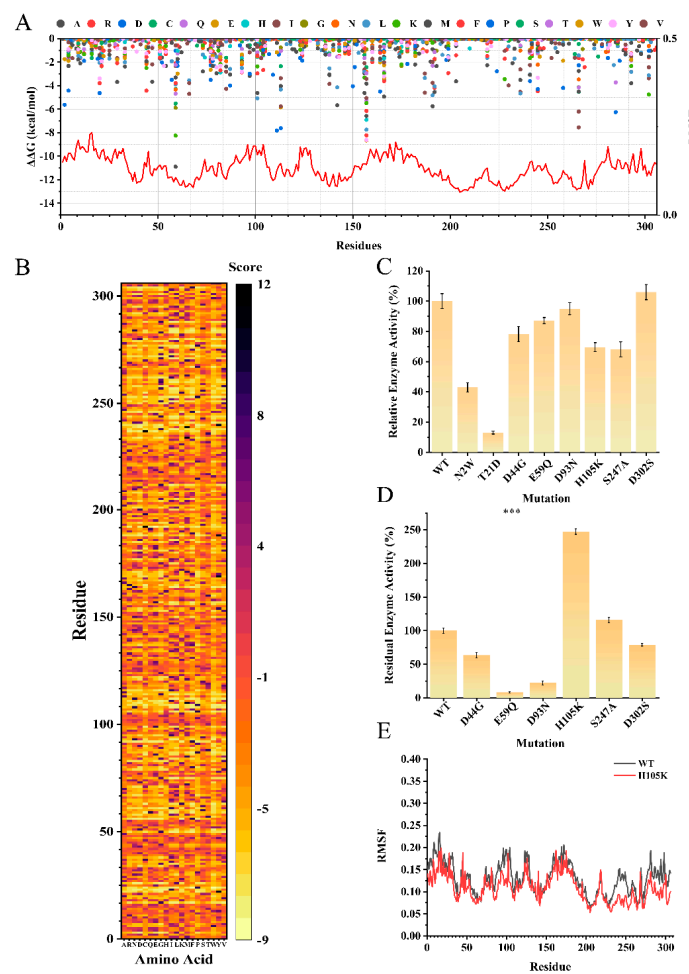 A
A R D C Q E H I G N L K M F P S T W Y V
0 -2 -4 -6 -8 -10 -12 -14
ΔΔG (kcal/mol)
0.5
0.0
1 50 100 150 200 250 300
Residues
B
Score
12
8
4
-1
-5
-9
300
250
200
150
100
50
0
Residue
A R N D C Q E G H I L K M F P S T W Y V
Amino Acid
C
120
100
80
60
40
20
0
Relative Enzyme Activity (%)
WT N2W T21D D44G E59Q D93N H105K S247A D302S
Mutation
D
***
250
200
150
100
50
0
Residual Enzyme Activity (%)
WT D44G E59Q D93N H105K S247A D302S
Mutation
E
WT
H105K
0.40
0.35
0.30
0.25
0.20
0.15
0.10
0.05
0.00
RMSF
0 50 100 150 200 250 300
Residue